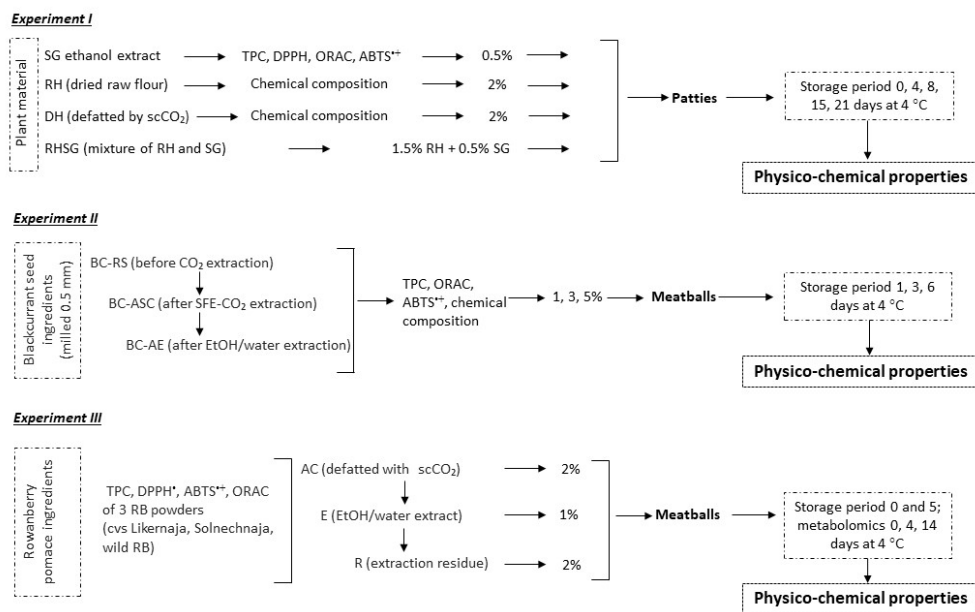 Experiment I
Plant material
SG ethanol extract
TPC, DPPH, ORAC, ABTS•+
0.5%
RH (dried raw flour)
Chemical composition
2%
DH (defatted by scCO₂)
Chemical composition
2%
RHSG (mixture of RH and SG)
1.5% RH + 0.5% SG
Patties
Storage period 0, 4, 8,
15, 21 days at 4 °C
Physico-chemical properties
Experiment II
Blackcurrant seed
ingredients
(milled 0.5 mm)
BC-RS (before CO₂ extraction)
BC-ASC (after SFE-CO₂ extraction)
BC-AE (after EtOH/water extraction)
TPC, ORAC,
ABTS•+, chemical
composition
1, 3, 5%
Meatballs
Storage period 1, 3, 6
days at 4 °C
Physico-chemical properties
Experiment III
Rowanberry
pomace ingredients
TPC, DPPH•, ABTS•+, ORAC
of 3 RB powders
(cvs Likernaja, Solnechnaja,
wild RB)
AC (defatted with scCO₂)
2%
E (EtOH/water extract)
1%
R (extraction residue)
2%
Meatballs
Storage period 0 and 5;
metabolomics 0, 4, 14
days at 4 °C
Physico-chemical properties